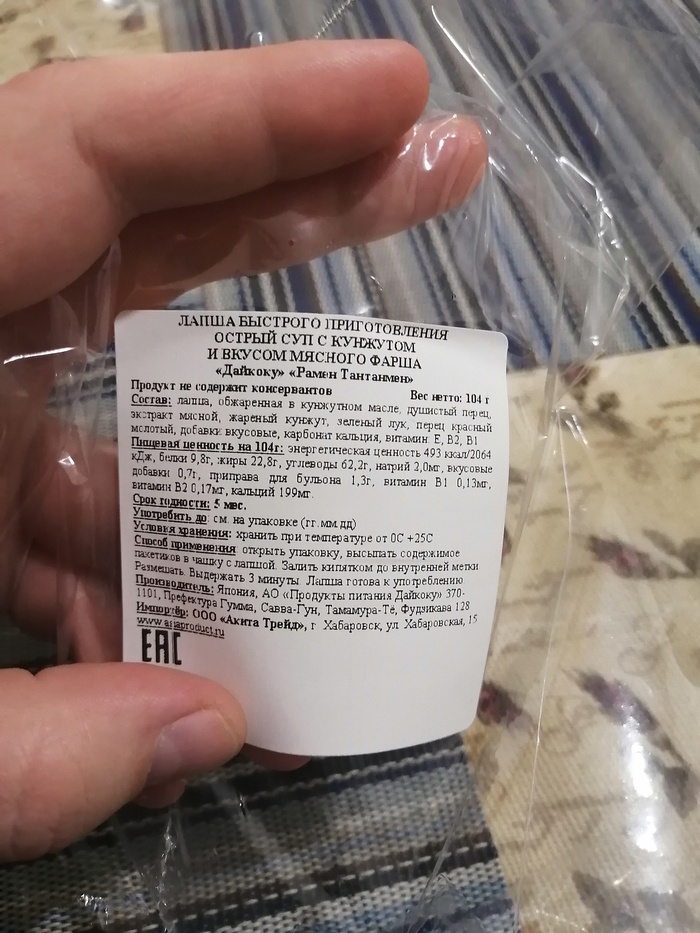 ЛАПША БЫСТРОГО ПРИГОТОВЛЕНИЯ
ОСТРЫЙ СУП С КУНЖУТОМ
И ВКУСОМ МЯСНОГО ФАРША
«Дайкоку» «Рамен Тантанмен»
Продукт не содержит консервантов Вес нетто: 104 г
Состав: лапша, обжаренная в кунжутном масле, душистый перец,
экстракт мясной, жареный кунжут, зеленый лук, перец красный
молотый, добавки вкусовые, карбонат кальция, витамин Е, В2, В1
Пищевая ценность на 104г: энергетическая ценность 493 ккал/2064
кДж, белки 9,8г, жиры 22,8г, углеводы 62,2г, натрий 2,0мг, вкусовые
добавки 0,7г, приправа для бульона 1,3г, витамин В1 0,13мг,
витамин В2 0,17мг, кальций 199мг.
Срок годности: 5 мес.
Употребить до: см. на упаковке (гг.мм.дд)
Условия хранения: хранить при температуре от 0С +25С
Способ применения: открыть упаковку, высыпать содержимое
пакетиков в чашку с лапшой. Залить кипятком до внутренней метки
Размешать. Выдержать 3 минуты. Лапша готова к употреблению.
Производитель: Япония, АО «Продукты питания Дайкоку» 370-
1101, Префектура Гумма, Савва-Гун, Тамамура-Тё, Фудзикава 128
Импортёр: ООО «Акита Трейд», г. Хабаровск, ул. Хабаровская, 15
www.asiaproduct.ru
ЕАС